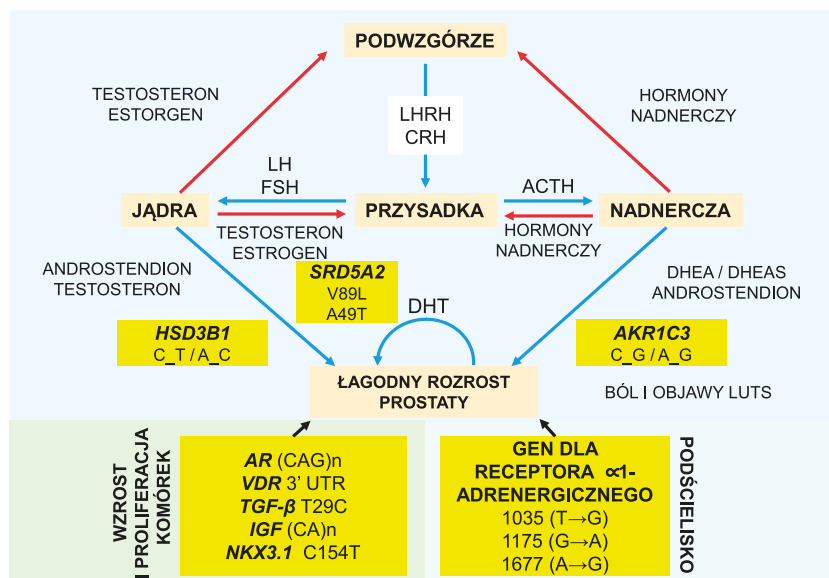 PODWZGÓRZE
TESTOSTERON
ESTORGEN
LHRH
CRH
HORMONY
NADNERCZY
LH
FSH
ACTH
JĄDRA
PRZYSADKA
NADNERCZA
TESTOSTERON
ESTROGEN
HORMONY
NADNERCZY
ANDROSTENDION
TESTOSTERON
SRD5A2
V89L
A49T
DHT
DHEA / DHEAS
ANDROSTENDION
HSD3B1
C_T / A_C
AKR1C3
C_G / A_G
ŁAGODNY ROZROST
PROSTATY
BÓL I OBJAWY LUTS
WZROST
I PROLIFERACJA
KOMÓREK
AR (CAG)n
VDR 3' UTR
TGF-β T29C
IGF (CA)n
NKX3.1 C154T
GEN DLA
RECEPTORA ∝1-
ADRENERGICZNEGO
1035 (T→G)
1175 (G→A)
1677 (A→G)
PODŚCIELISKO